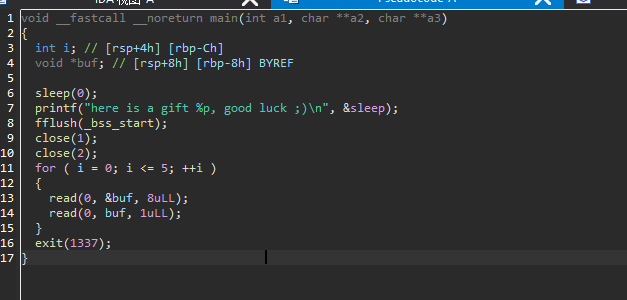 IDA 视图-A
Pseudocode-A
1 void __fastcall __noreturn main(int a1, char **a2, char **a3)
2 {
3 int i; // [rsp+4h] [rbp-Ch]
4 void *buf; // [rsp+8h] [rbp-8h] BYREF
5
6 sleep(0);
7 printf("here is a gift %p, good luck ;)\n", &sleep);
8 fflush(_bss_start);
9 close(1);
10 close(2);
11 for ( i = 0; i <= 5; ++i )
12 {
13 read(0, &buf, 8uLL);
14 read(0, buf, 1uLL);
15 }
16 exit(1337);
17 }